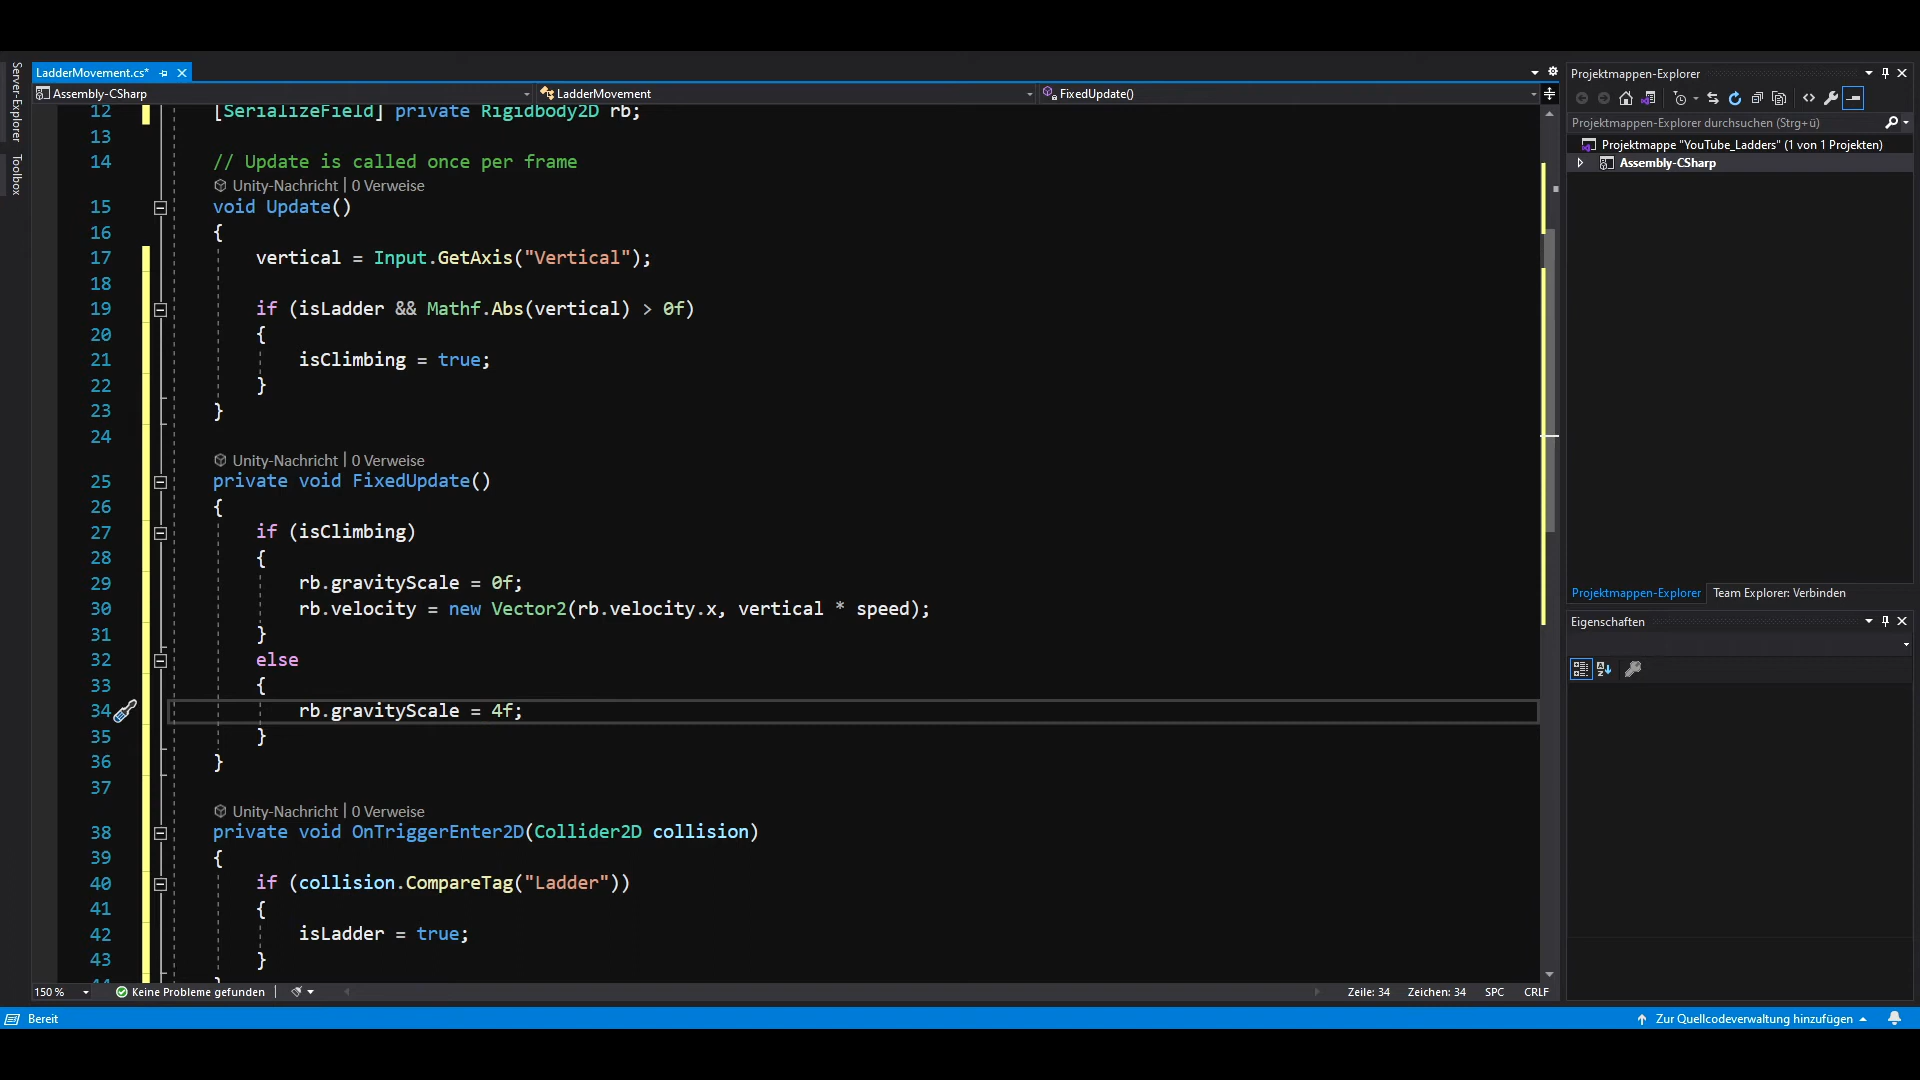 LadderMovement.cs*
Assembly-CSharp
LadderMovement
FixedUpdate()
Server-Explorer
Toolbox
12 [SerializeField] private Rigidbody2D rb;
13
14 // Update is called once per frame
Unity-Nachricht | 0 Verweise
15 void Update()
16 {
17 vertical = Input.GetAxis("Vertical");
18
19 if (isLadder && Mathf.Abs(vertical) > 0f)
20 {
21 isClimbing = true;
22 }
23 }
24
Unity-Nachricht | 0 Verweise
25 private void FixedUpdate()
26 {
27 if (isClimbing)
28 {
29 rb.gravityScale = 0f;
30 rb.velocity = new Vector2(rb.velocity.x, vertical * speed);
31 }
32 else
33 {
34 rb.gravityScale = 4f;
35 }
36 }
37
Unity-Nachricht | 0 Verweise
38 private void OnTriggerEnter2D(Collider2D collision)
39 {
40 if (collision.CompareTag("Ladder"))
41 {
42 isLadder = true;
43 }
44 }
150 %
Keine Probleme gefunden
Zeile: 34
Zeichen: 34
SPC
CRLF
Bereit
Zur Quellcodeverwaltung hinzufügen
Projektmappen-Explorer
Projektmappen-Explorer durchsuchen (Strg+ü)
Projektmappe "YouTube_Ladders" (1 von 1 Projekten)
Assembly-CSharp
Projektmappen-Explorer
Team Explorer: Verbinden
Eigenschaften